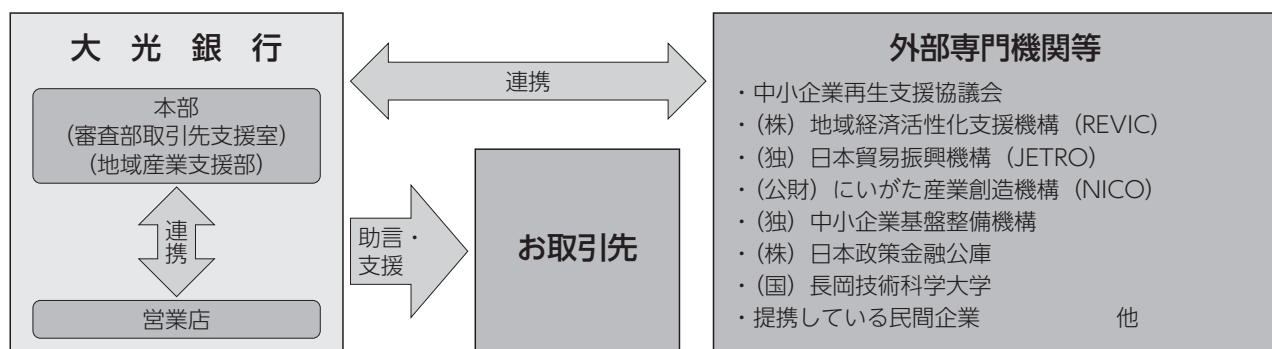 大光銀行
本部
(審査部取引先支援室)
(地域産業支援部)
連携
営業店
連携
助言・
支援
お取引先
外部専門機関等
・中小企業再生支援協議会
・(株)地域経済活性化支援機構(REVIC)
・(独)日本貿易振興機構(JETRO)
・(公財)にいがた産業創造機構(NICO)
・(独)中小企業基盤整備機構
・(株)日本政策金融公庫
・(国)長岡技術科学大学
・提携している民間企業 他